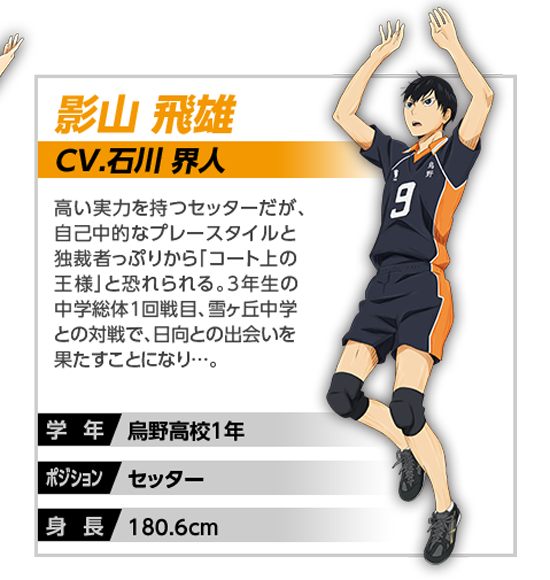 影山 飛雄
CV.石川 界人
高い実力を持つセッターだが、
自己中的なプレースタイルと
独裁者っぷりから「コート上の
王様」と恐れられる。3年生の
中学総体1回戦目、雪ヶ丘中学
との対戦で、日向との出会いを
果たすことになり…。
烏野
9
学 年 烏野高校1年
ポジション セッター
身 長 180.6cm